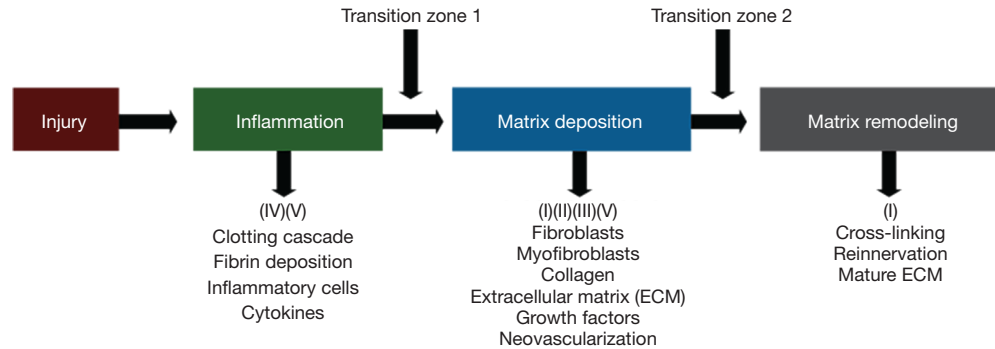 Transition zone 1
Transition zone 2
Injury
Inflammation
Matrix deposition
Matrix remodeling
(IV)(V)
Clotting cascade
Fibrin deposition
Inflammatory cells
Cytokines
(I)(II)(III)(V)
Fibroblasts
Myofibroblasts
Collagen
Extracellular matrix (ECM)
Growth factors
Neovascularization
(I)
Cross-linking
Reinnervation
Mature ECM